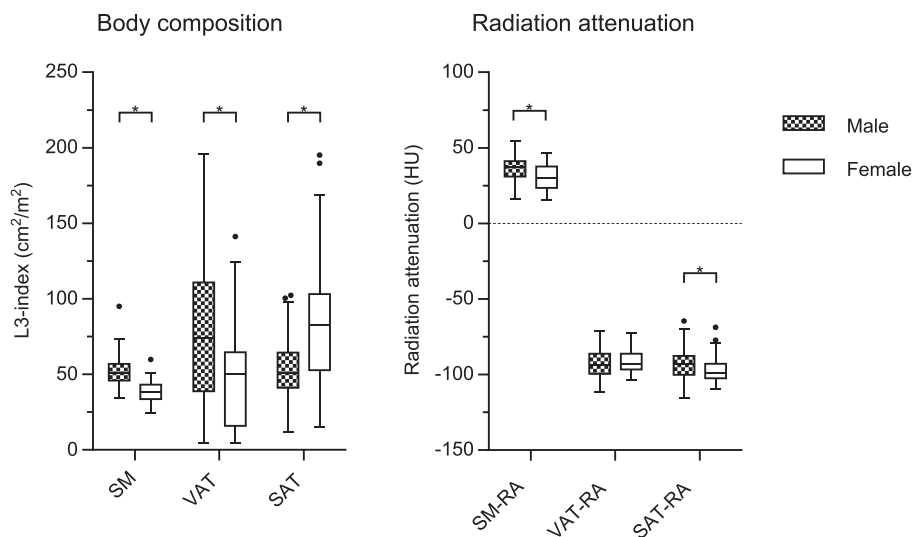 Body composition
Radiation attenuation
L3-index (cm²/m²)
250
200
150
100
50
0
*
*
*
SM
VAT
SAT
Radiation attenuation (HU)
100
50
0
-50
-100
-150
*
*
SM-RA
VAT-RA
SAT-RA
Male
Female